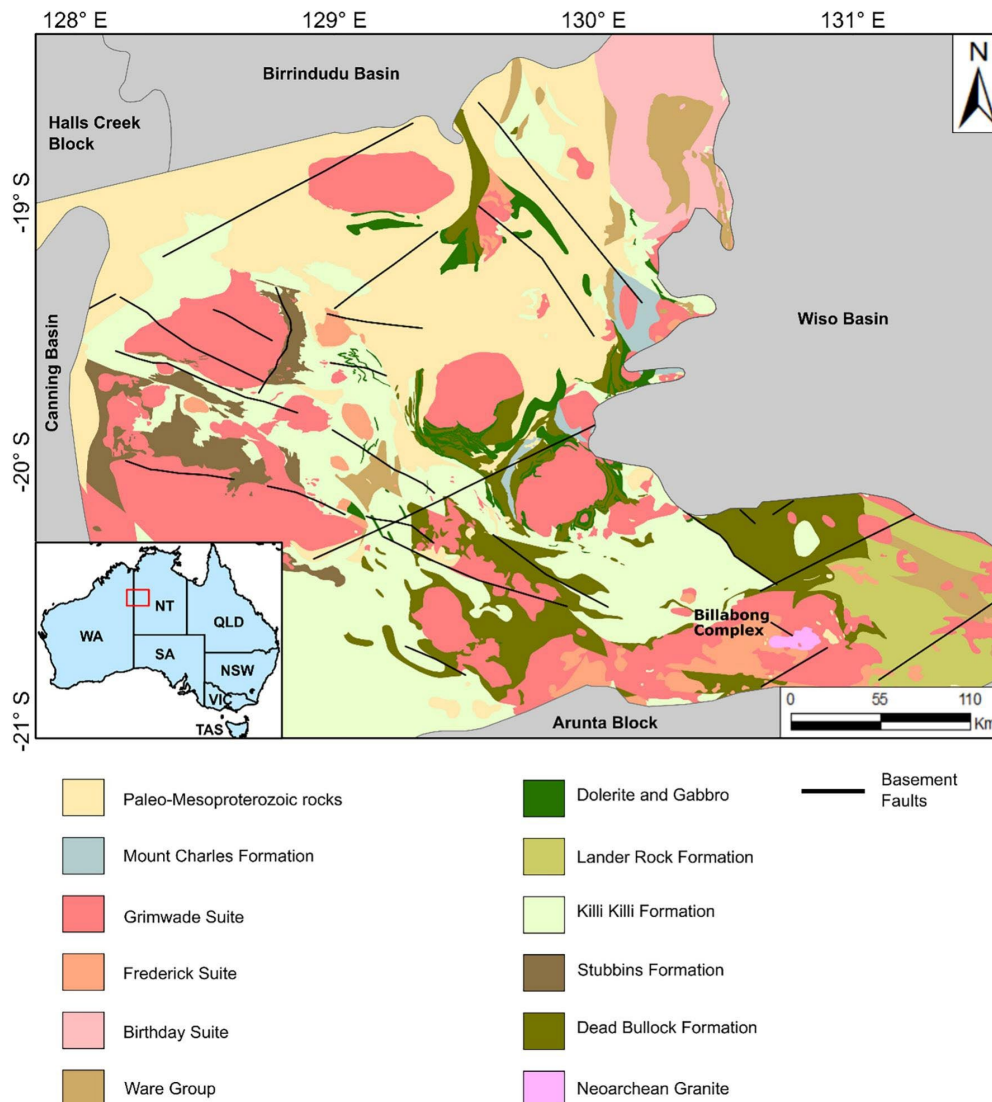 128° E 129° E 130° E 131° E
N
Birrindudu Basin
Halls Creek
Block
-19° S
Canning Basin
Wiso Basin
-20° S
Billabong
Complex
WA
NT
QLD
SA
NSW
VIC
TAS
-21° S
Arunta Block
0 55 110
Km
Paleo-Mesoproterozoic rocks
Mount Charles Formation
Grimwade Suite
Frederick Suite
Birthday Suite
Ware Group
Dolerite and Gabbro
Lander Rock Formation
Killi Killi Formation
Stubbins Formation
Dead Bullock Formation
Neoarchean Granite
Basement
Faults